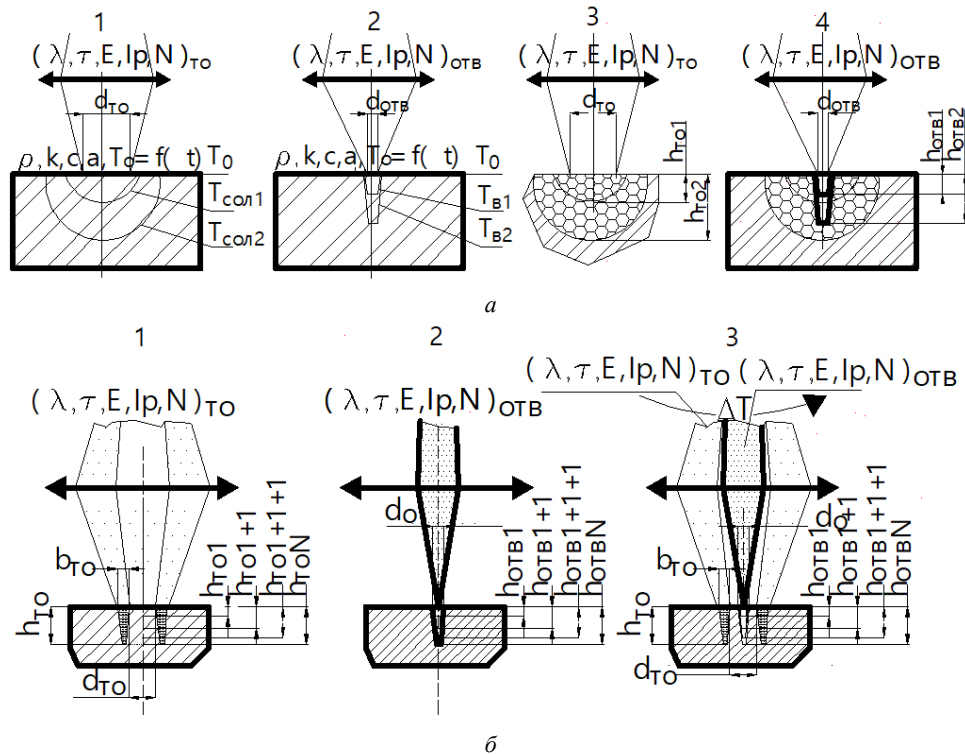 1 2 3 4
(λ,τ,E,Ip,N)то (λ,τ,E,Ip,N)отв (λ,τ,E,Ip,N)то (λ,τ,E,Ip,N)отв
dто dотв dто dотв
ρ,k,c,a,To=f( t) T0 ρ,k,c,a,To=f( t) T0
Tсол1 Tв1 hто1 hотв1
Tсол2 Tв2 hто2 hотв2
а
1 2 3
(λ,τ,E,Ip,N)то (λ,τ,E,Ip,N)отв (λ,τ,E,Ip,N)то (λ,τ,E,Ip,N)отв
△T▼
dо dо
bто hто1 hто1+1 hто1+1+1 hтоN hотв1 hотв1+1 hотв1+1+1 hотвN bто hотв1 hотв1+1 hотв1+1+1 hотвN
hто hто
dто dто
б